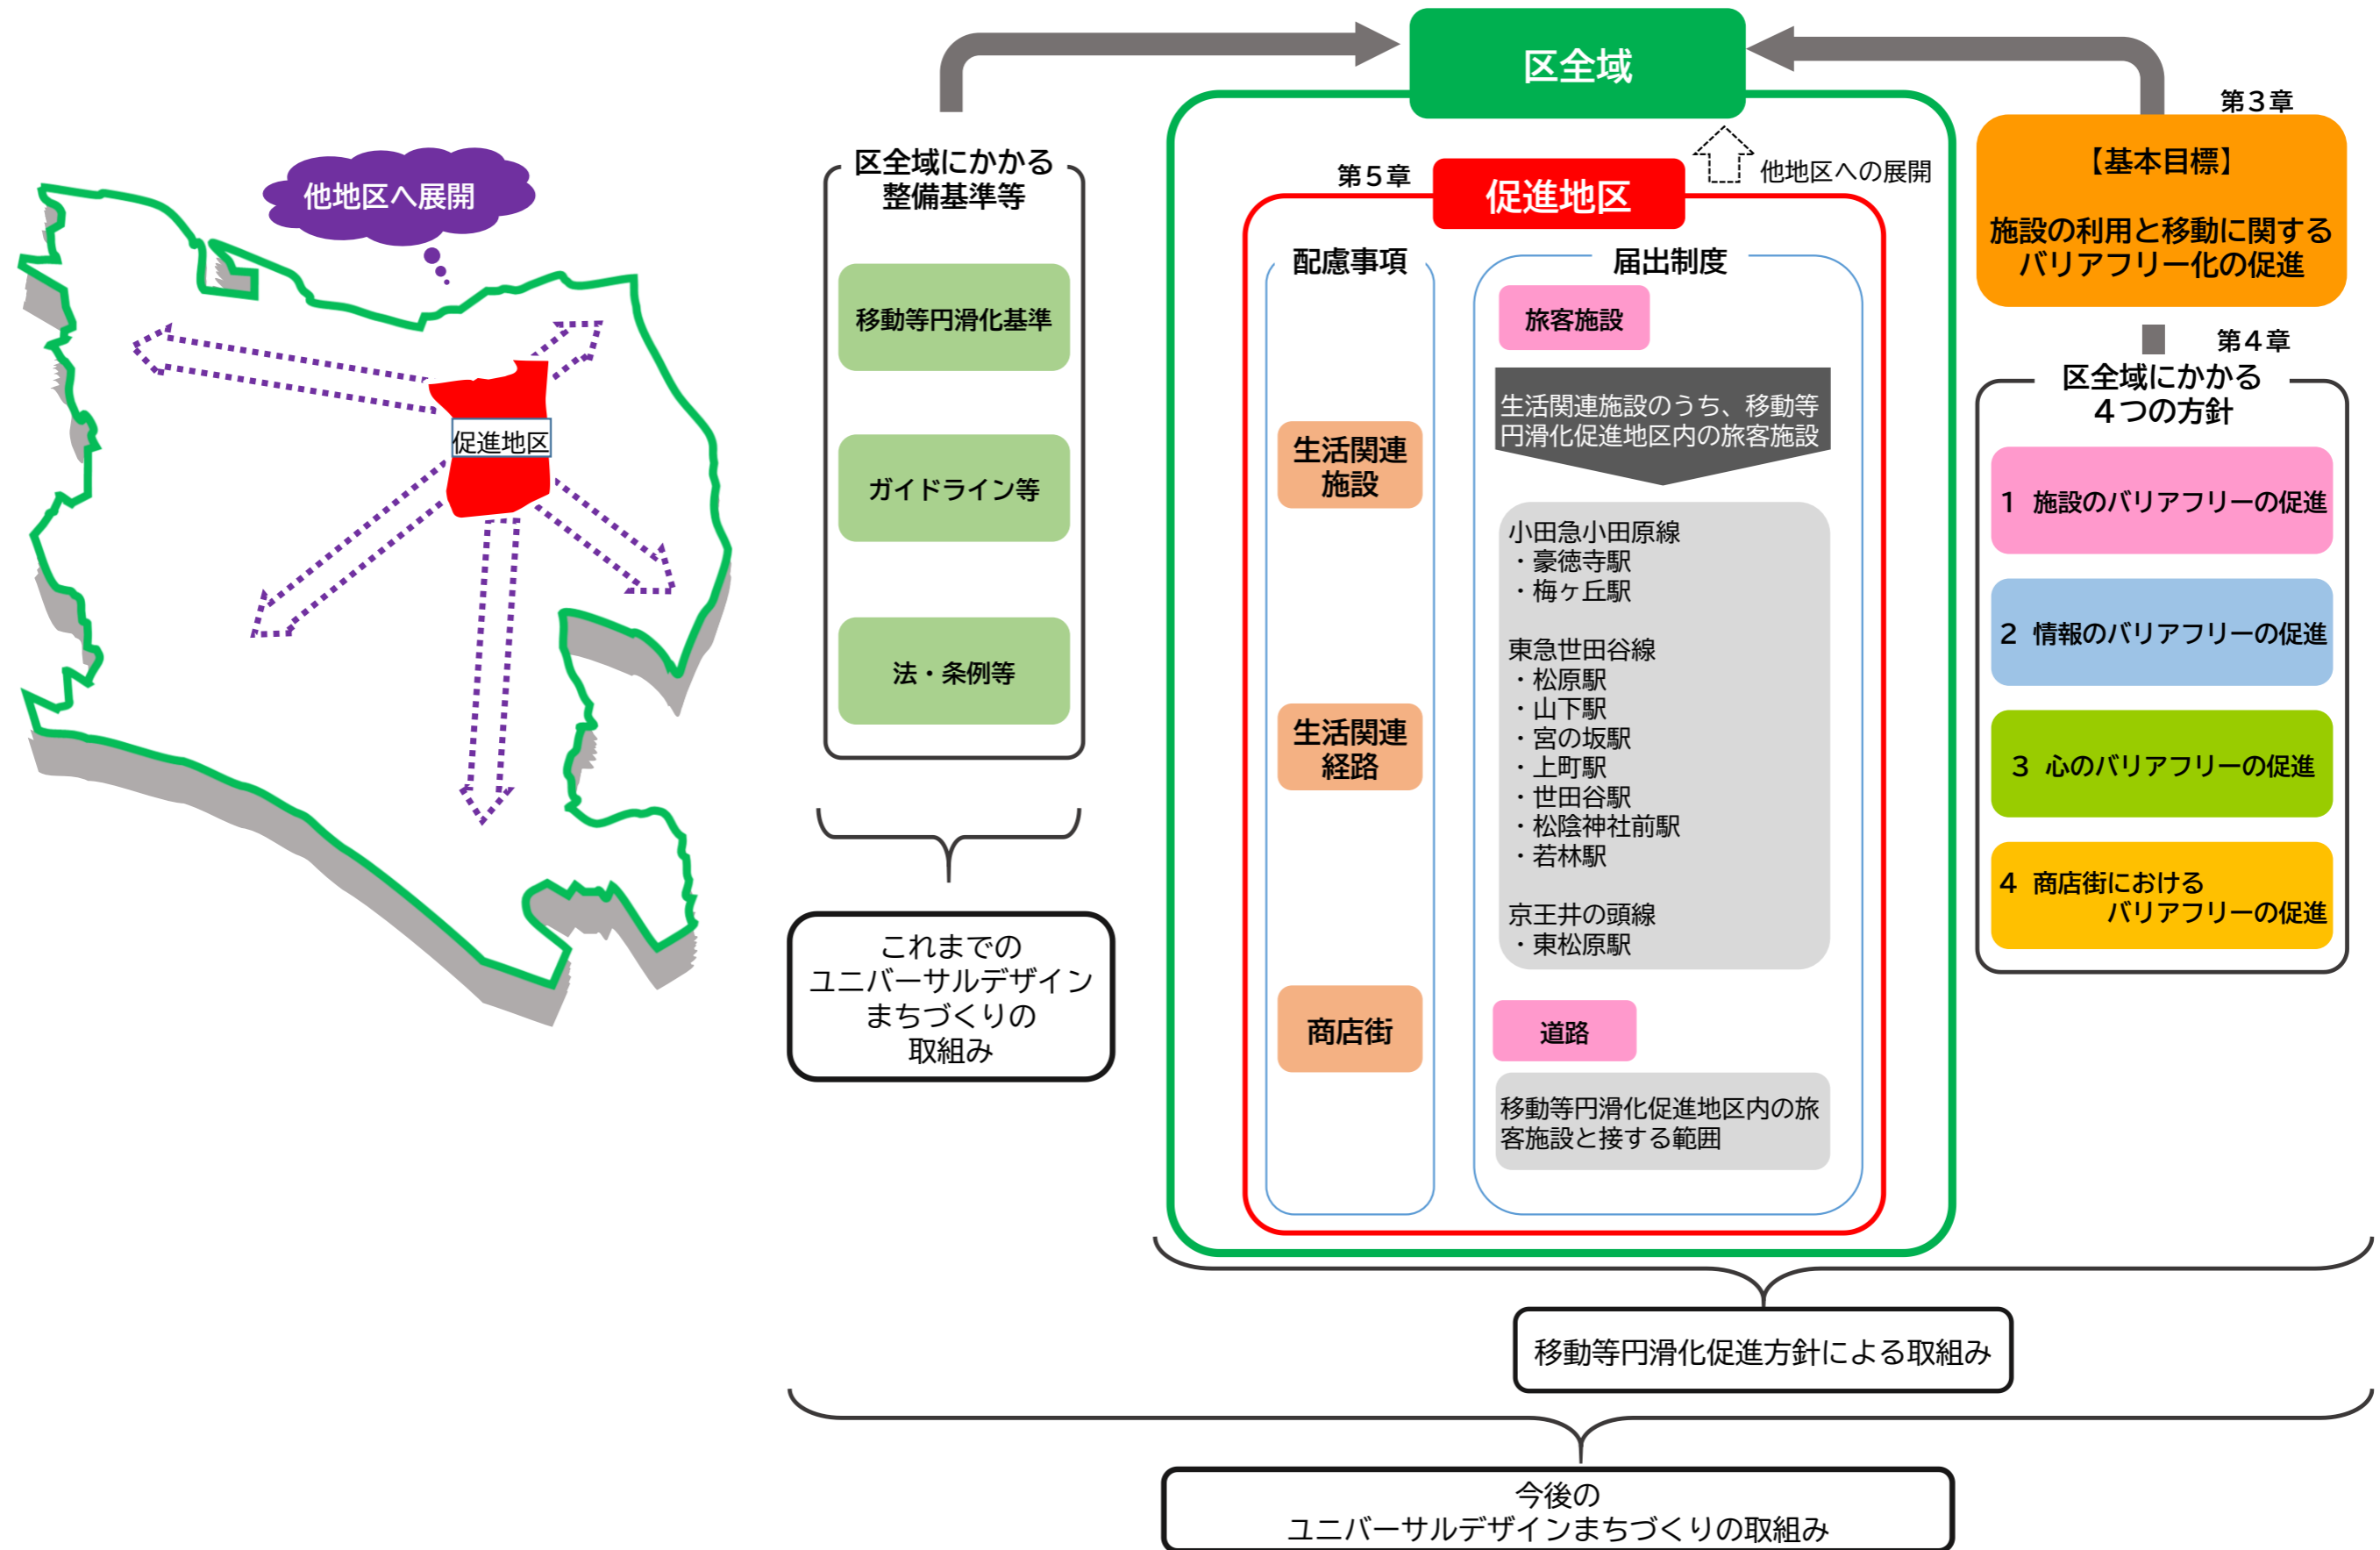 他地区へ展開
促進地区
区全域にかかる
整備基準等
移動等円滑化基準
ガイドライン等
法・条例等
これまでの
ユニバーサルデザイン
まちづくりの
取組み
区全域
他地区への展開
第５章
促進地区
配慮事項
生活関連
施設
生活関連
経路
商店街
届出制度
旅客施設
生活関連施設のうち、移動等
円滑化促進地区内の旅客施設
小田急小田原線
・豪徳寺駅
・梅ヶ丘駅
東急世田谷線
・松原駅
・山下駅
・宮の坂駅
・上町駅
・世田谷駅
・松陰神社前駅
・若林駅
京王井の頭線
・東松原駅
道路
移動等円滑化促進地区内の旅
客施設と接する範囲
第３章
【基本目標】
施設の利用と移動に関する
バリアフリー化の促進
第４章
区全域にかかる
４つの方針
１ 施設のバリアフリーの促進
２ 情報のバリアフリーの促進
３ 心のバリアフリーの促進
４ 商店街における
バリアフリーの促進
移動等円滑化促進方針による取組み
今後の
ユニバーサルデザインまちづくりの取組み